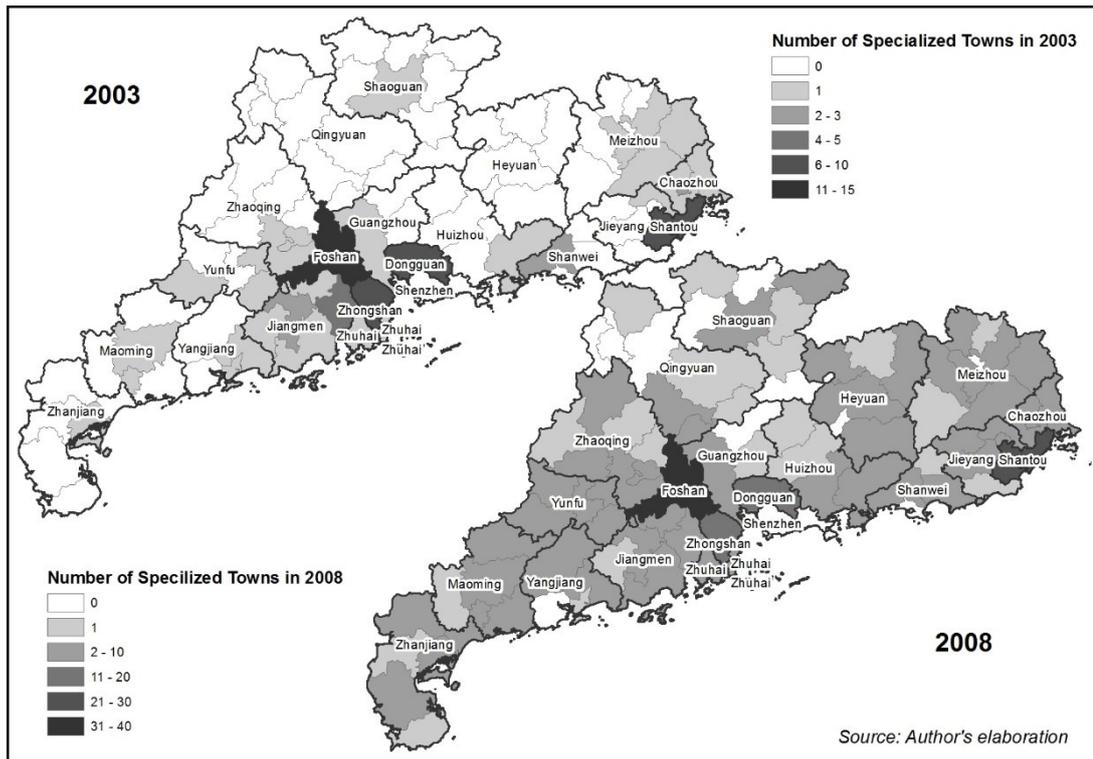 2003
Number of Specialized Towns in 2003
0
1
2 - 3
4 - 5
6 - 10
11 - 15
Shaoguan
Qingyuan
Meizhou
Heyuan
Chaozhou
Zhaoqing
Guangzhou
Huizhou
Jieyang
Shantou
Foshan
Dongguan
Shanwei
Yunfu
Shenzhen
Zhongshan
Jiangmen
Zhuhai
Zhuhai
Zhuhai
Maoming
Yangjiang
Zhanjiang
Number of Specilized Towns in 2008
0
1
2 - 10
11 - 20
21 - 30
31 - 40
Shaoguan
Qingyuan
Meizhou
Heyuan
Chaozhou
Zhaoqing
Guangzhou
Huizhou
Jieyang
Shantou
Foshan
Dongguan
Shanwei
Yunfu
Shenzhen
Zhongshan
Jiangmen
Zhuhai
Zhuhai
Zhuhai
Maoming
Yangjiang
Zhanjiang
2008
Source: Author's elaboration